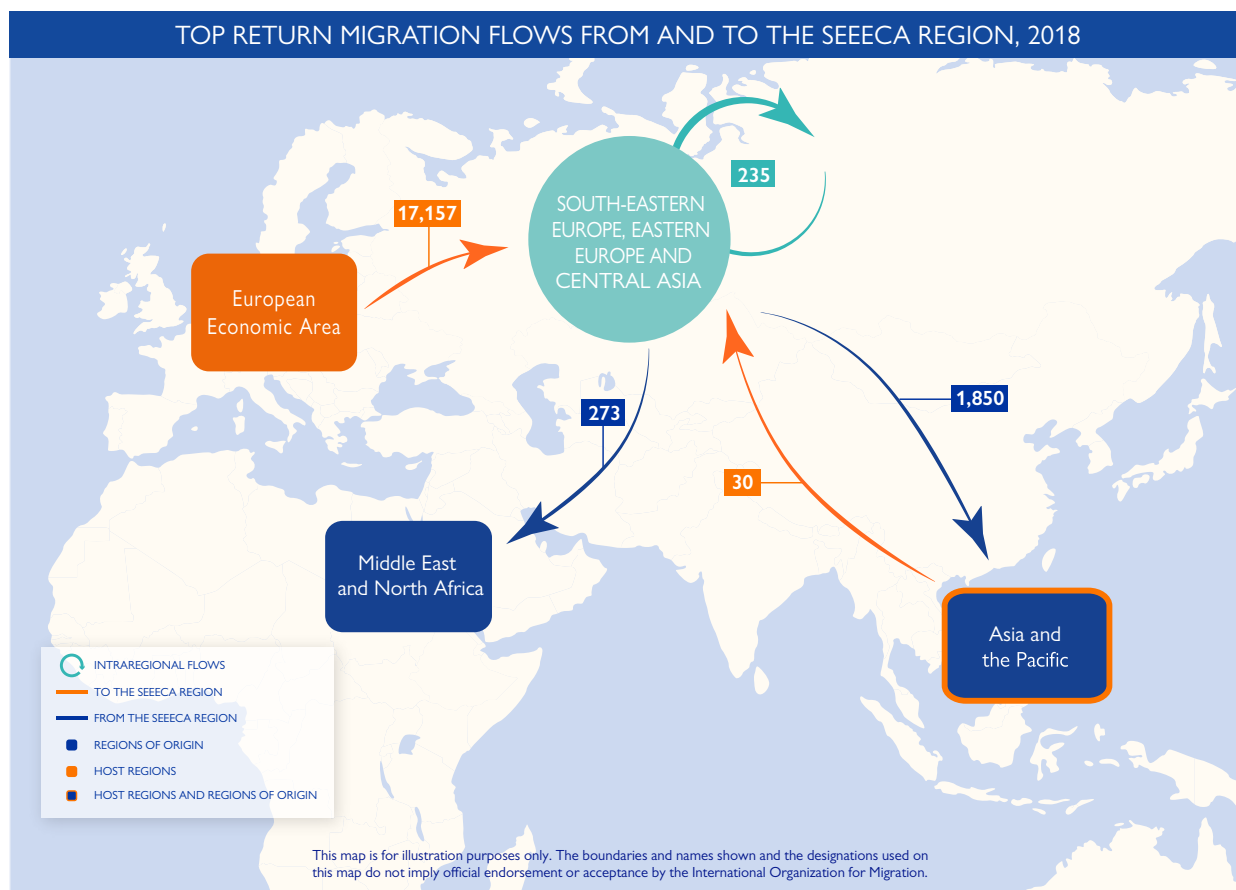 TOP RETURN MIGRATION FLOWS FROM AND TO THE SEEECA REGION, 2018
235
SOUTH-EASTERN
EUROPE, EASTERN
EUROPE AND
CENTRAL ASIA
17,157
European
Economic Area
1,850
273
30
Middle East
and North Africa
Asia and
the Pacific
INTRAREGIONAL FLOWS
TO THE SEEECA REGION
FROM THE SEEECA REGION
REGIONS OF ORIGIN
HOST REGIONS
HOST REGIONS AND REGIONS OF ORIGIN
This map is for illustration purposes only. The boundaries and names shown and the designations used on
this map do not imply official endorsement or acceptance by the International Organization for Migration.